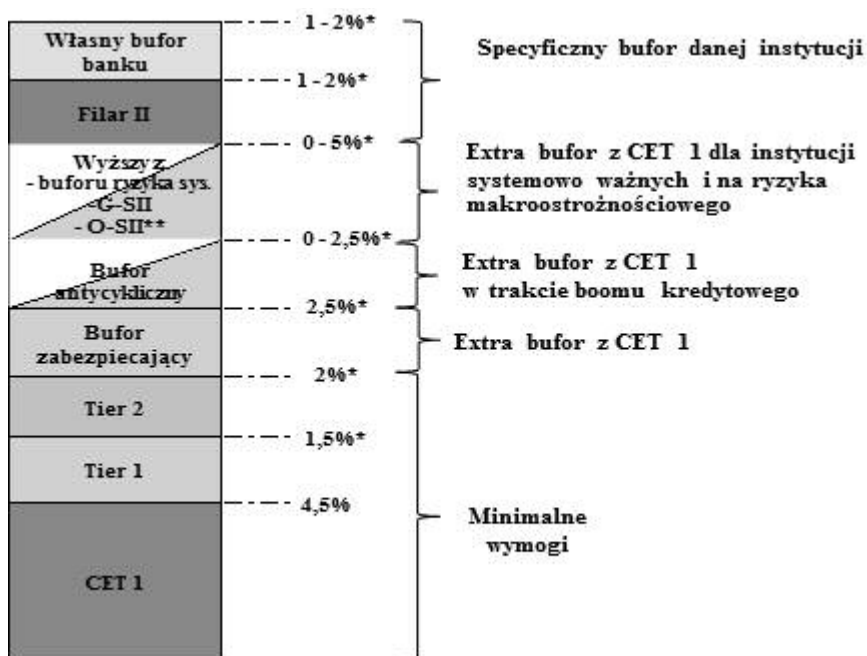 Własny bufor
banku
Filar II
Wyższy z
- buforu ryzyka sys.
-G-SII
- O-SII**
Bufor
antycykliczny
Bufor
zabezpiecający
Tier 2
Tier 1
CET 1
1 - 2%*
1-2%*
0-5%*
0 - 2,5%*
2,5%*
2%*
1,5%*
4,5%
Specyficzny bufor danej instytucji
Extra bufor z CET 1 dla instytucji
systemowo ważnych i na ryzyka
makroostrożnościowego
Extra bufor z CET 1
w trakcie boomu kredytowego
Extra bufor z CET 1
Minimalne
wymogi